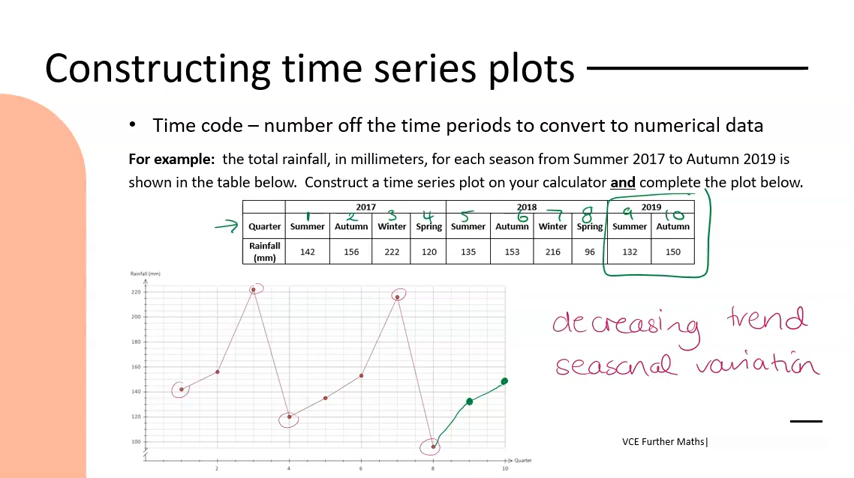 Constructing time series plots
• Time code – number off the time periods to convert to numerical data
For example: the total rainfall, in millimeters, for each season from Summer 2017 to Autumn 2019 is
shown in the table below. Construct a time series plot on your calculator and complete the plot below.
2017 2018 2019
1 2 3 4 5 6 7 8 9 10
Quarter Summer Autumn Winter Spring Summer Autumn Winter Spring Summer Autumn
Rainfall (mm) 142 156 222 120 135 153 216 96 132 150
Rainfall (mm)
220
200
180
160
140
120
100
2 4 6 8 10
Quarter
decreasing trend
seasonal variation
VCE Further Maths|